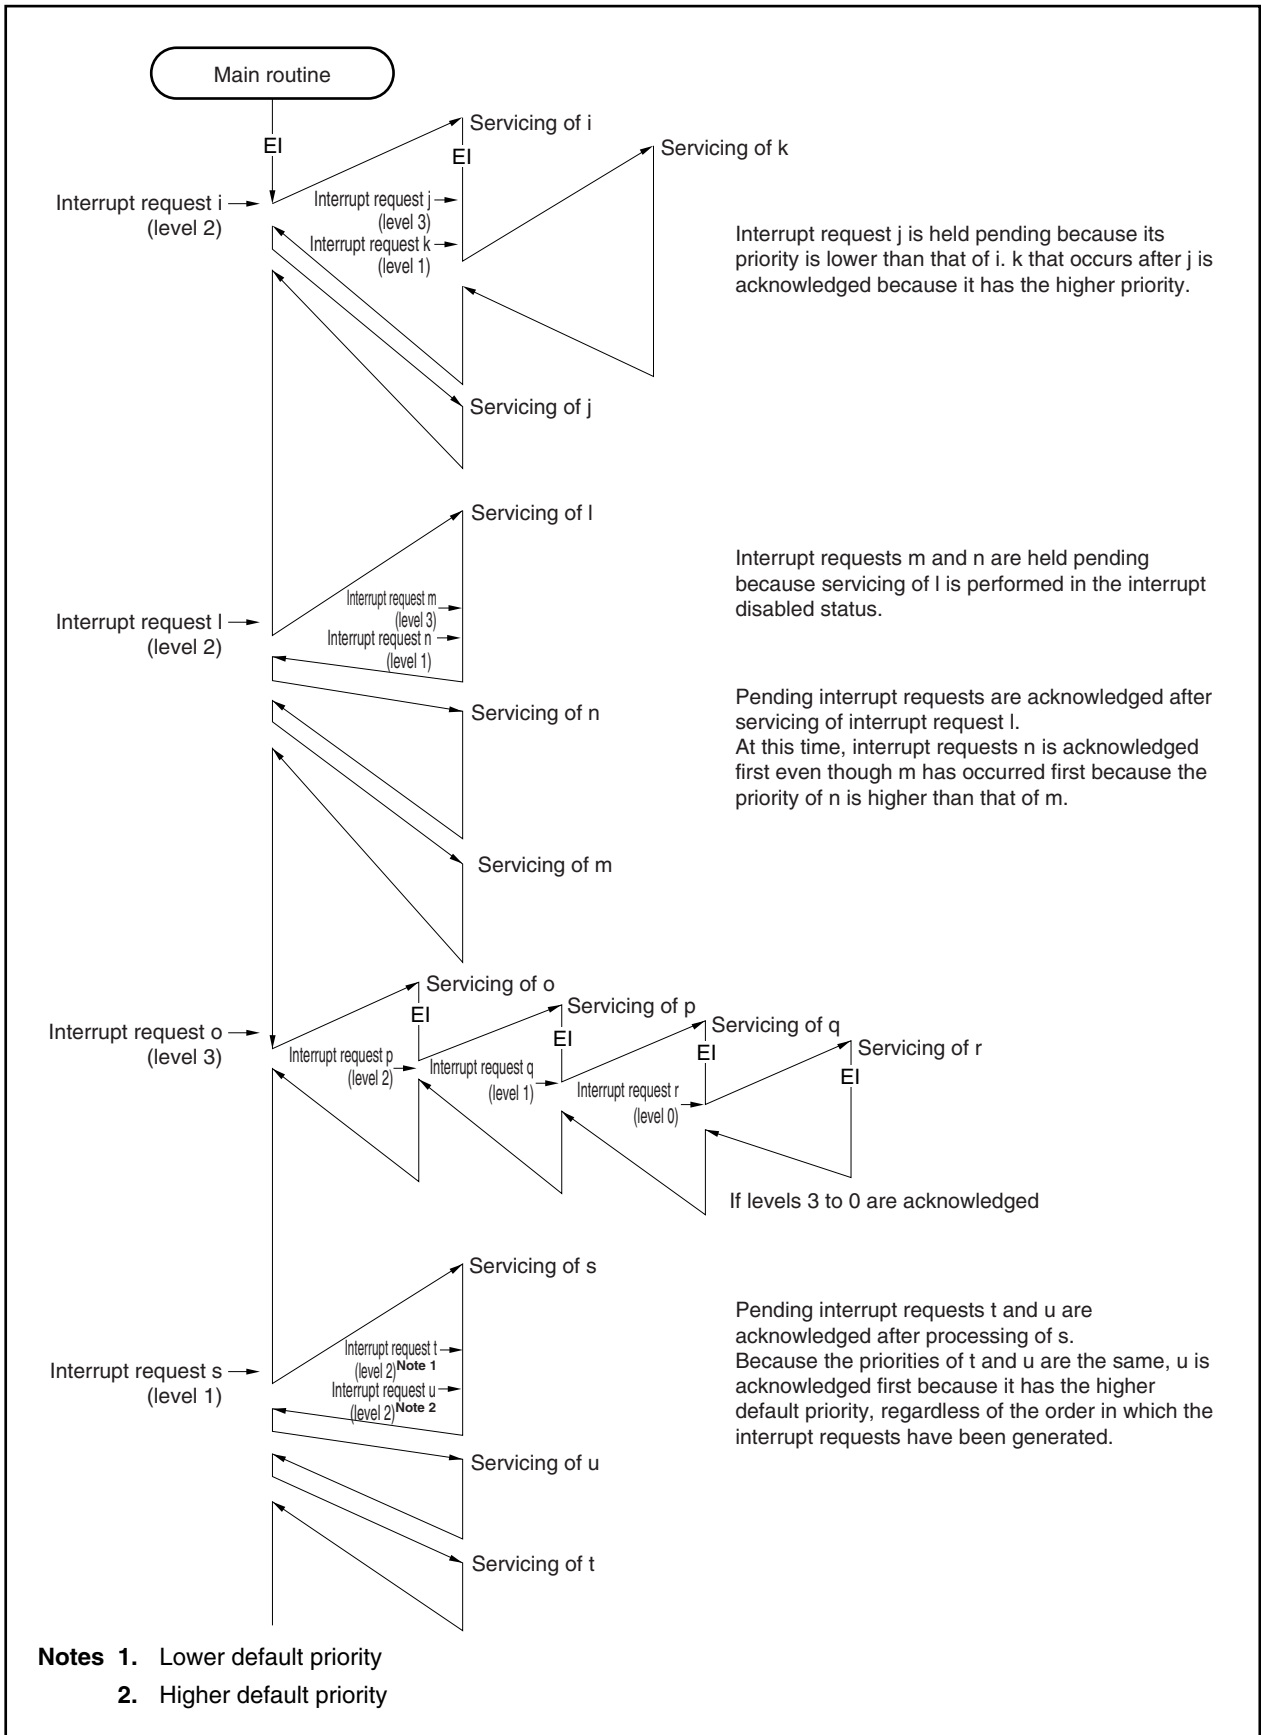 Main routine
EI
Servicing of i
EI
Servicing of k
Interrupt request i
(level 2)
Interrupt request j
(level 3)
Interrupt request k
(level 1)
Interrupt request j is held pending because its
priority is lower than that of i. k that occurs after j is
acknowledged because it has the higher priority.
Servicing of j
Servicing of l
Interrupt request l
(level 2)
Interrupt request m
(level 3)
Interrupt request n
(level 1)
Interrupt requests m and n are held pending
because servicing of l is performed in the interrupt
disabled status.
Servicing of n
Pending interrupt requests are acknowledged after
servicing of interrupt request l.
At this time, interrupt requests n is acknowledged
first even though m has occurred first because the
priority of n is higher than that of m.
Servicing of m
Interrupt request o
(level 3)
Servicing of o
EI
Interrupt request p
(level 2)
Servicing of p
EI
Interrupt request q
(level 1)
Servicing of q
EI
Interrupt request r
(level 0)
Servicing of r
EI
If levels 3 to 0 are acknowledged
Servicing of s
Interrupt request s
(level 1)
Interrupt request t
(level 2)Note 1
Interrupt request u
(level 2)Note 2
Pending interrupt requests t and u are
acknowledged after processing of s.
Because the priorities of t and u are the same, u is
acknowledged first because it has the higher
default priority, regardless of the order in which the
interrupt requests have been generated.
Servicing of u
Servicing of t
Notes 1. Lower default priority
2. Higher default priority